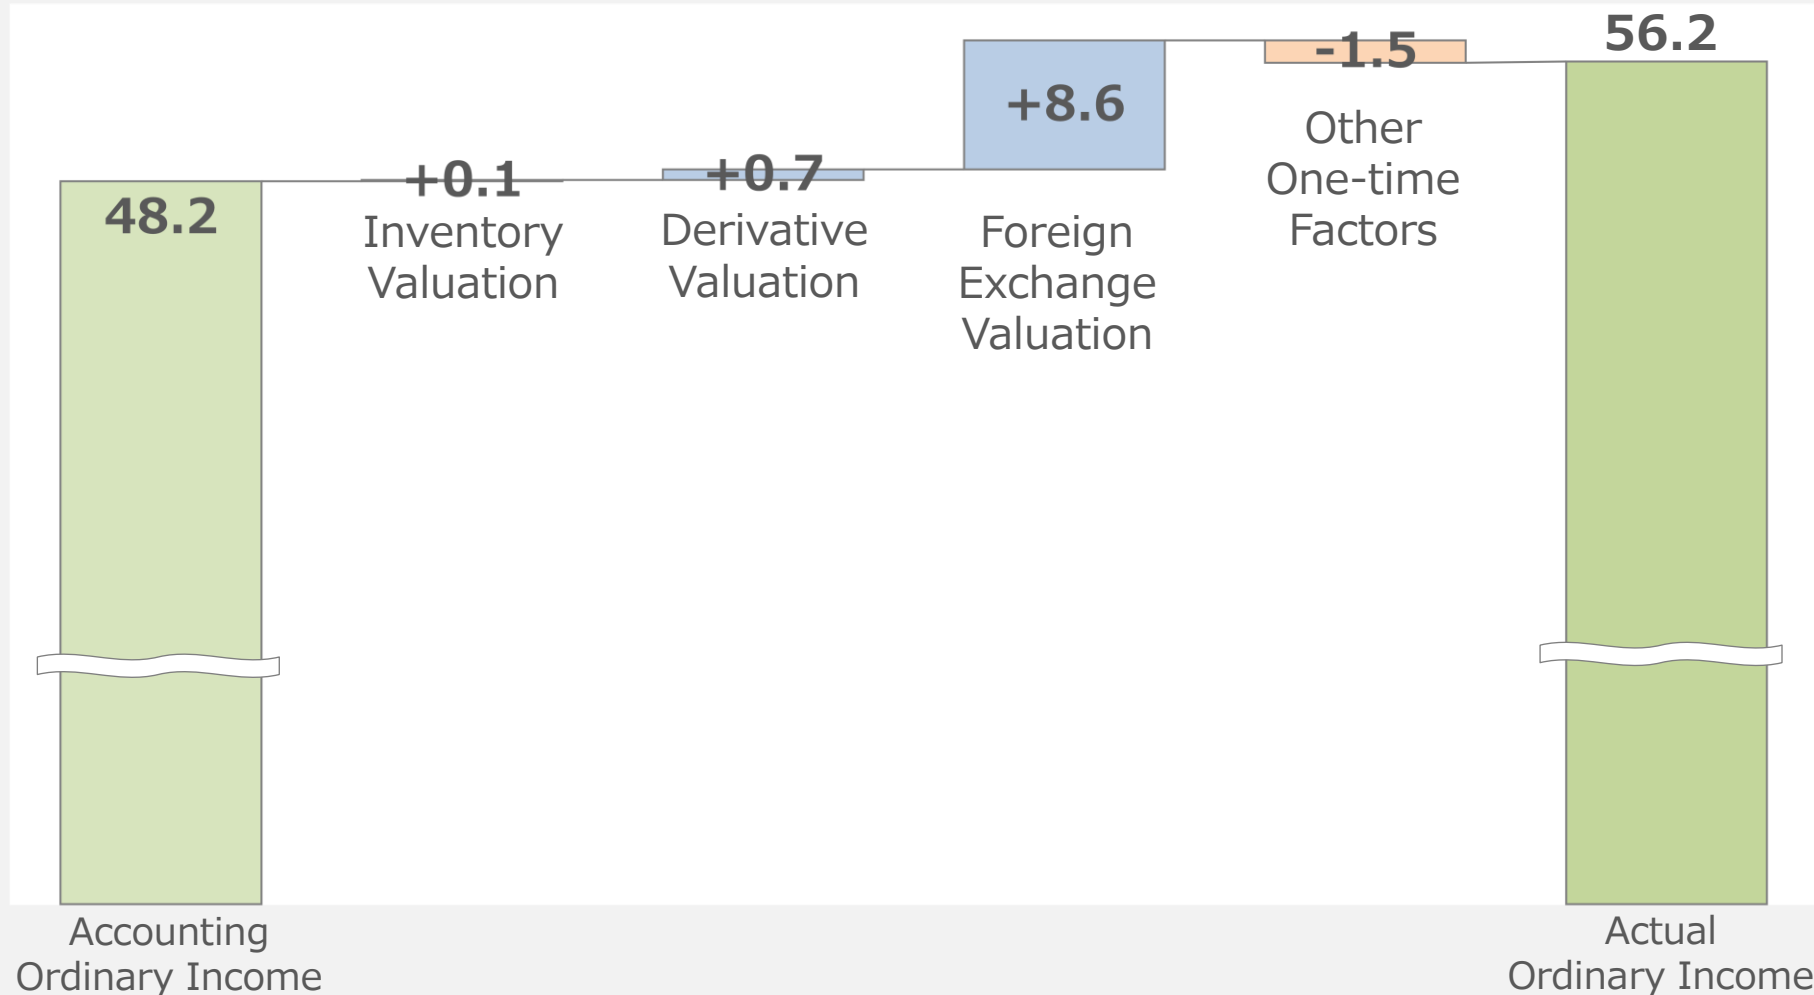 48.2
+0.1
Inventory
Valuation
+0.7
Derivative
Valuation
+8.6
Foreign
Exchange
Valuation
-1.5
Other
One-time
Factors
56.2
Accounting
Ordinary Income
Actual
Ordinary Income